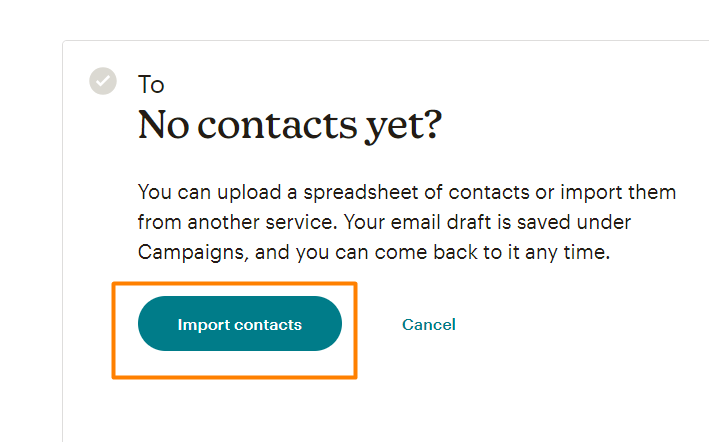 To
No contacts yet?
You can upload a spreadsheet of contacts or import them
from another service. Your email draft is saved under
Campaigns, and you can come back to it any time.
Import contacts
Cancel